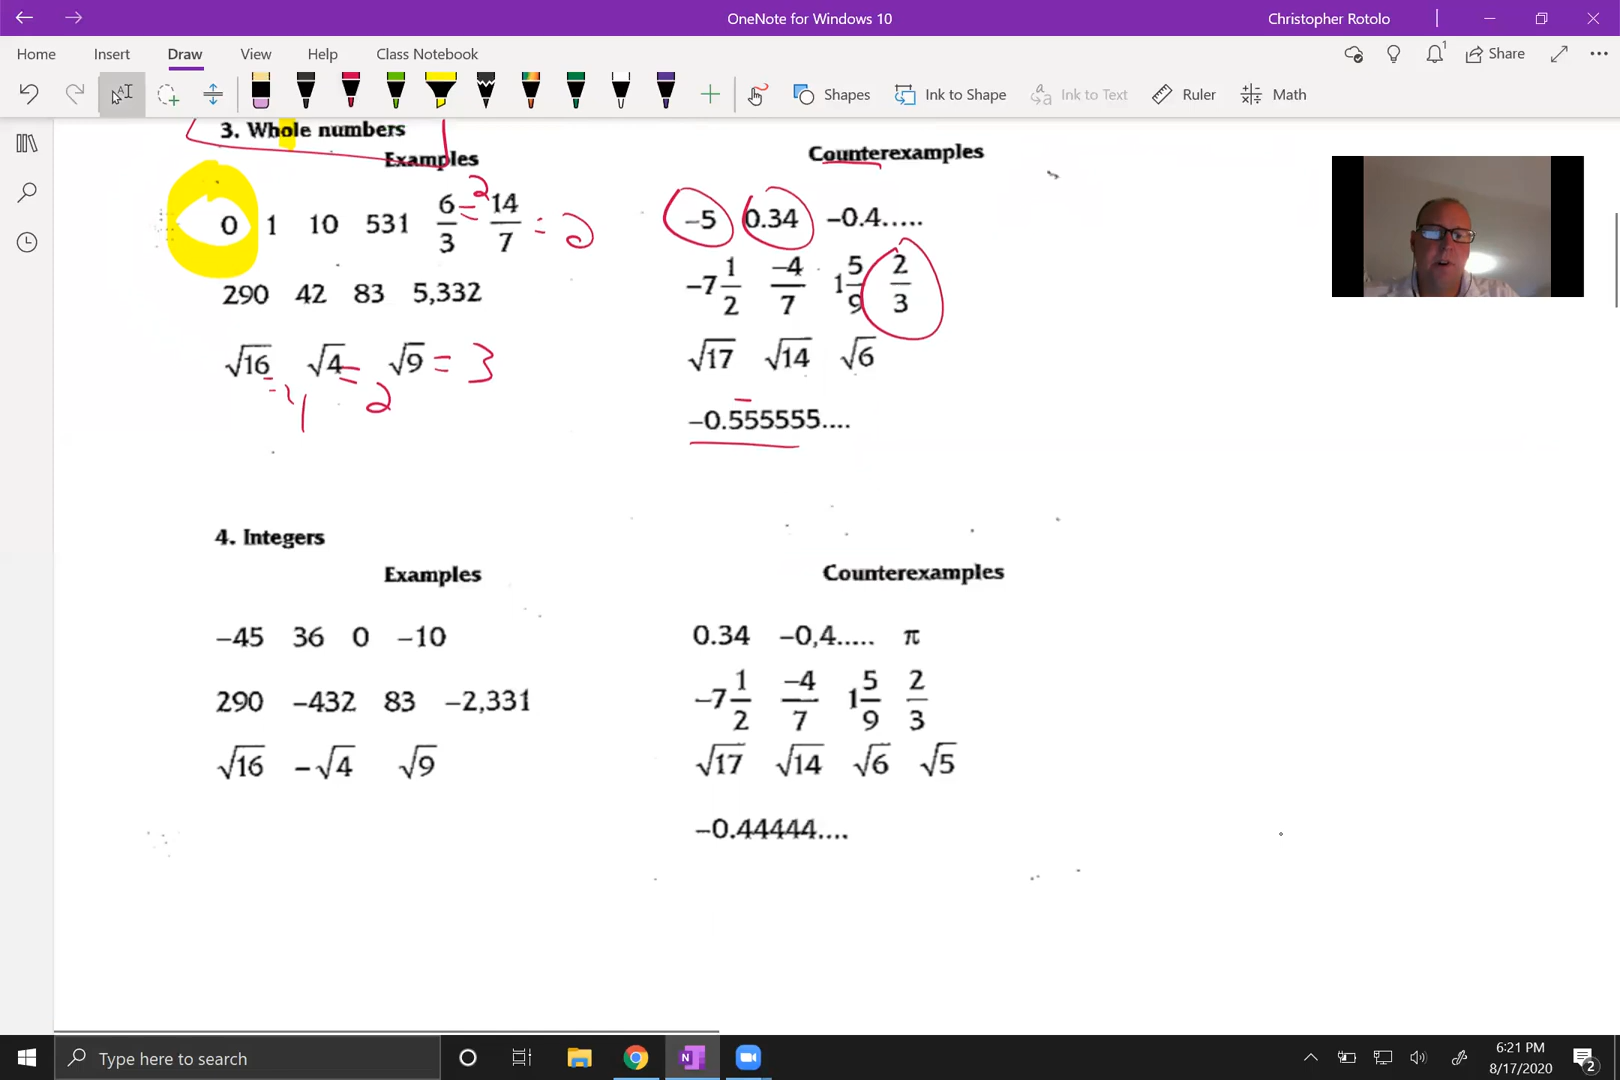 OneNote for Windows 10
Christopher Rotolo
Home Insert Draw View Help Class Notebook
1 Share
Shapes Ink to Shape Ink to Text Ruler Math
3. Whole numbers
Examples
0 1 10 531 6/3 = 2 14/7 = 2
290 42 83 5,332
√16 = 4 √4 = 2 √9 = 3
Counterexamples
−5 0.34 −0.4.....
−7 1/2 −4/7 1 5/9 2/3
√17 √14 √6
−0.555555....
4. Integers
Examples
−45 36 0 −10
290 −432 83 −2,331
√16 −√4 √9
Counterexamples
0.34 −0,4..... π
−7 1/2 −4/7 1 5/9 2/3
√17 √14 √6 √5
−0.44444....
Type here to search
6:21 PM
8/17/2020
2